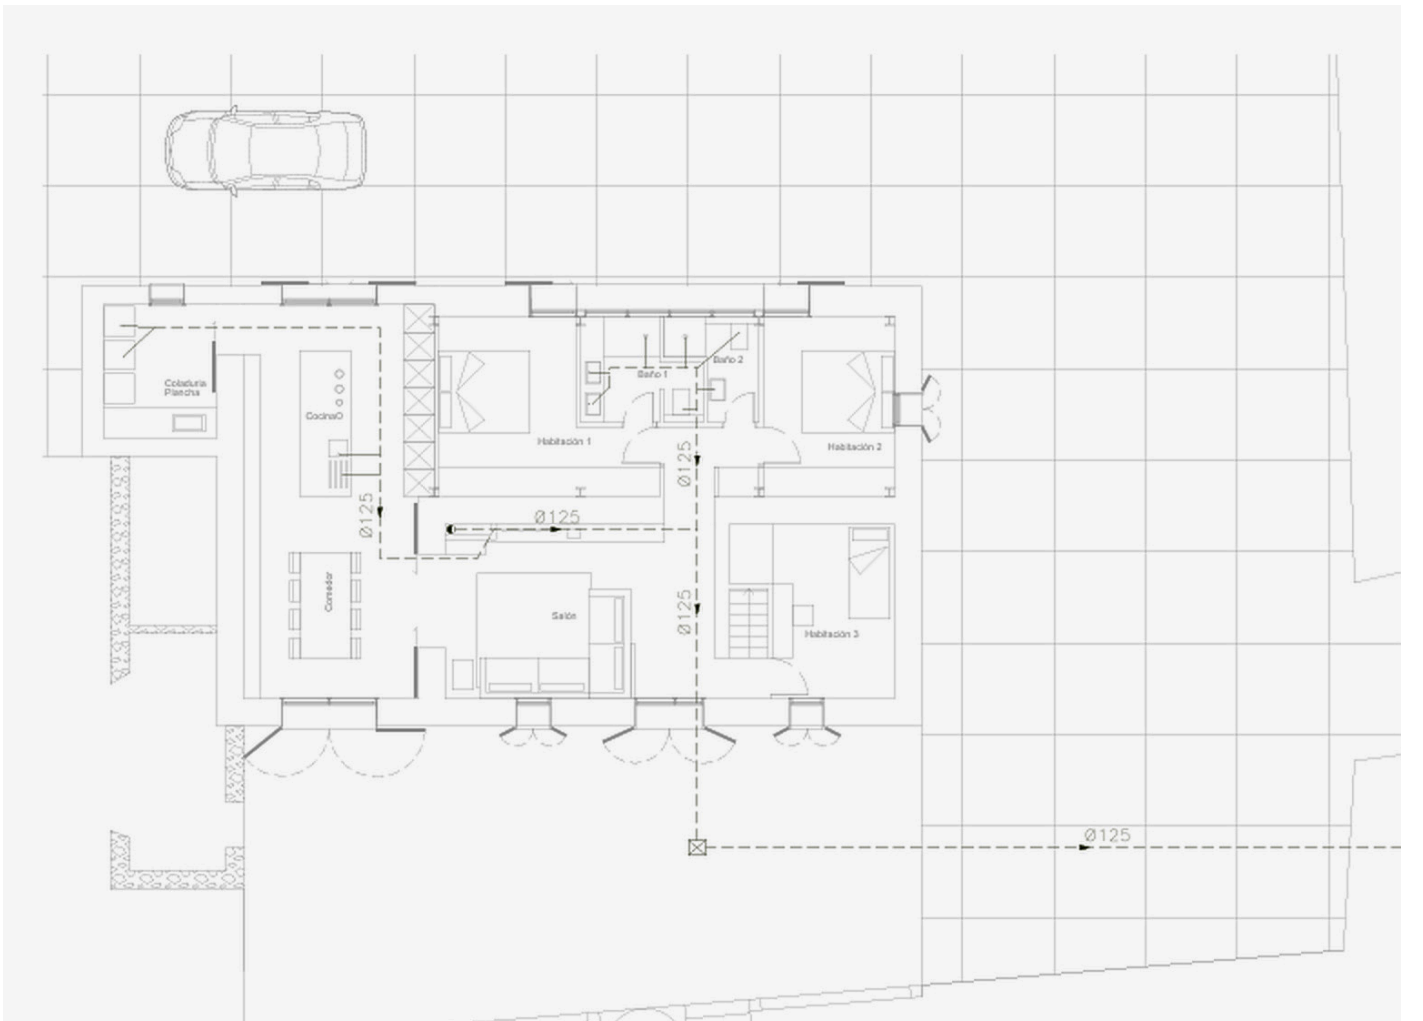 Baño 2
Baño 1
Coladuria
Plancha
Cocina
Habitación 1
Habitación 2
Ø125
Ø125
Ø125
Comedor
Salón
Ø125
Habitación 3
Ø125